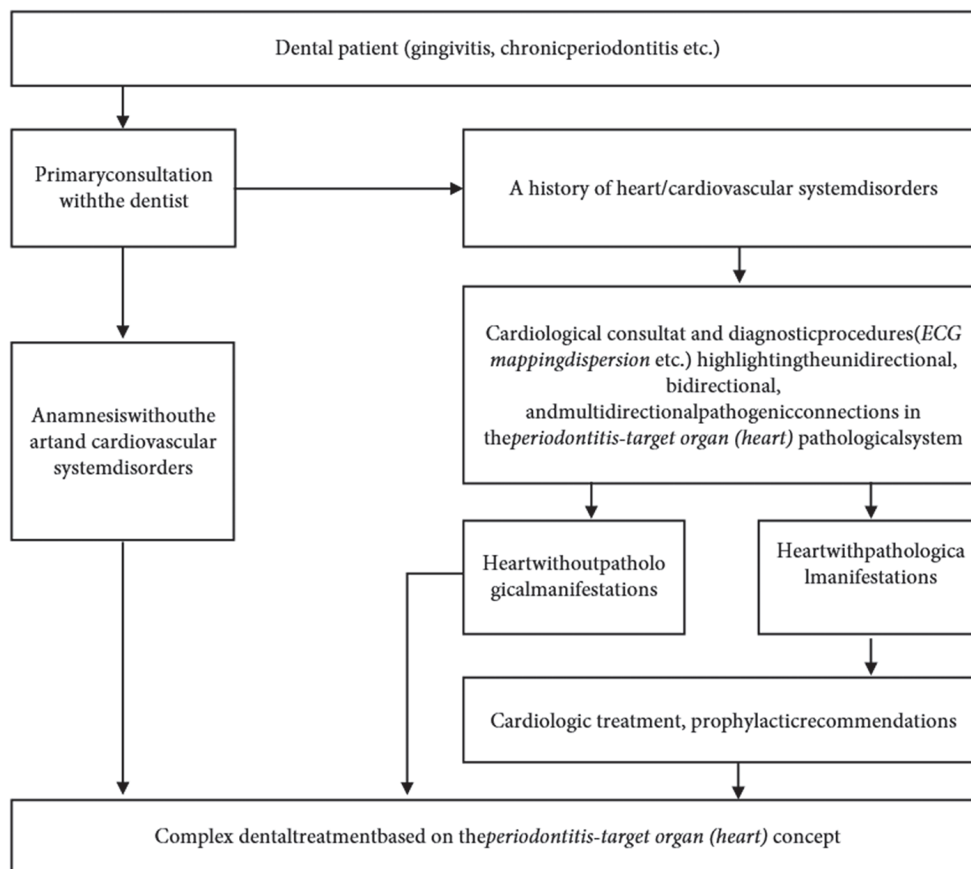 Dental patient (gingivitis, chronicperiodontitis etc.)
Primaryconsultation
withthe dentist
A history of heart/cardiovascular systemdisorders
Cardiological consultat and diagnosticprocedures(ECG
mappingdispersion etc.) highlightingtheunidirectional,
bidirectional,
andmultidirectionalpathogenicconnections in
theperiodontitis-target organ (heart) pathologicalsystem
Anamnesiswithouthe
artand cardiovascular
systemdisorders
Heartwithoutpatholo
gicalmanifestations
Heartwithpathologica
lmanifestations
Cardiologic treatment, prophylacticrecommendations
Complex dentaltreatmentbased on theperiodontitis-target organ (heart) concept